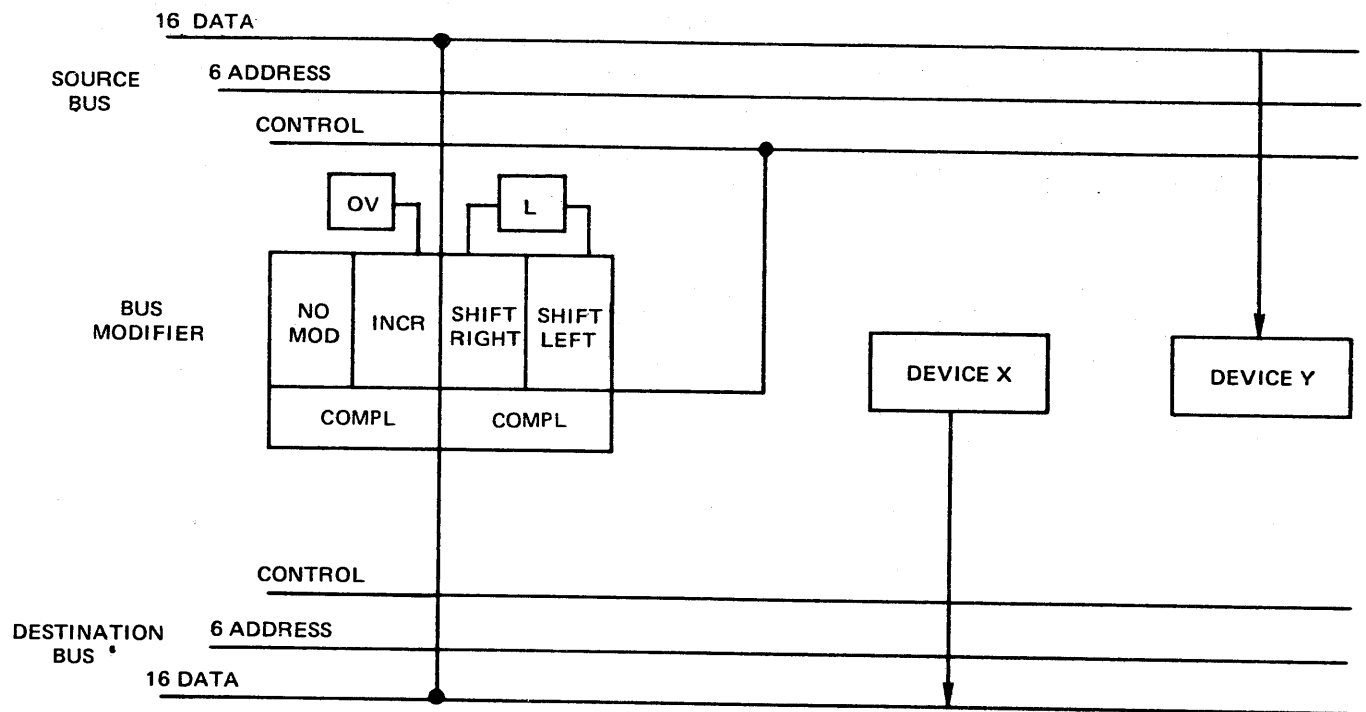 16 DATA
SOURCE
BUS
6 ADDRESS
CONTROL
OV
L
BUS
MODIFIER
NO
MOD
INCR
SHIFT
RIGHT
SHIFT
LEFT
COMPL
COMPL
DEVICE X
DEVICE Y
CONTROL
DESTINATION
BUS
6 ADDRESS
16 DATA